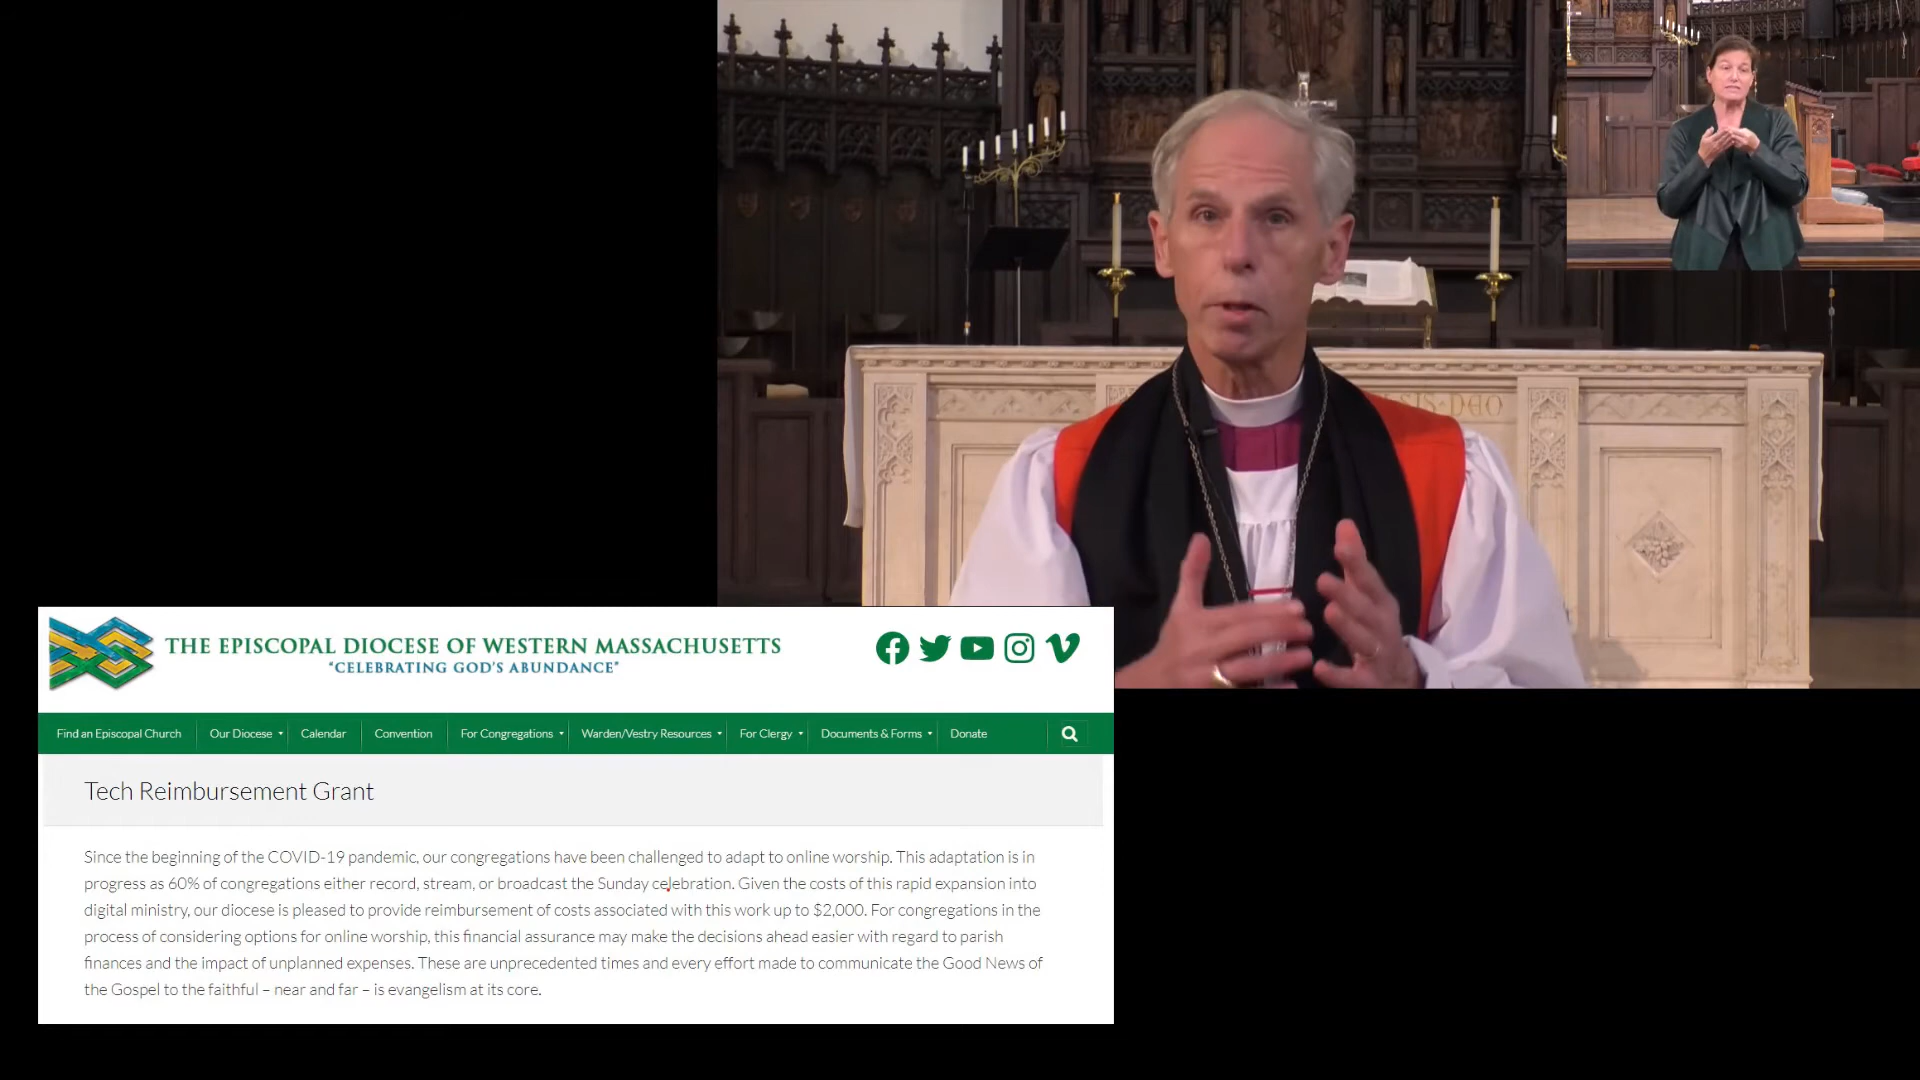 SIS·DEO
THE EPISCOPAL DIOCESE OF WESTERN MASSACHUSETTS
"CELEBRATING GOD'S ABUNDANCE"
Find an Episcopal Church Our Diocese Calendar Convention For Congregations Warden/Vestry Resources For Clergy Documents & Forms Donate
Tech Reimbursement Grant
Since the beginning of the COVID-19 pandemic, our congregations have been challenged to adapt to online worship. This adaptation is in
progress as 60% of congregations either record, stream, or broadcast the Sunday celebration. Given the costs of this rapid expansion into
digital ministry, our diocese is pleased to provide reimbursement of costs associated with this work up to $2,000. For congregations in the
process of considering options for online worship, this financial assurance may make the decisions ahead easier with regard to parish
finances and the impact of unplanned expenses. These are unprecedented times and every effort made to communicate the Good News of
the Gospel to the faithful – near and far – is evangelism at its core.